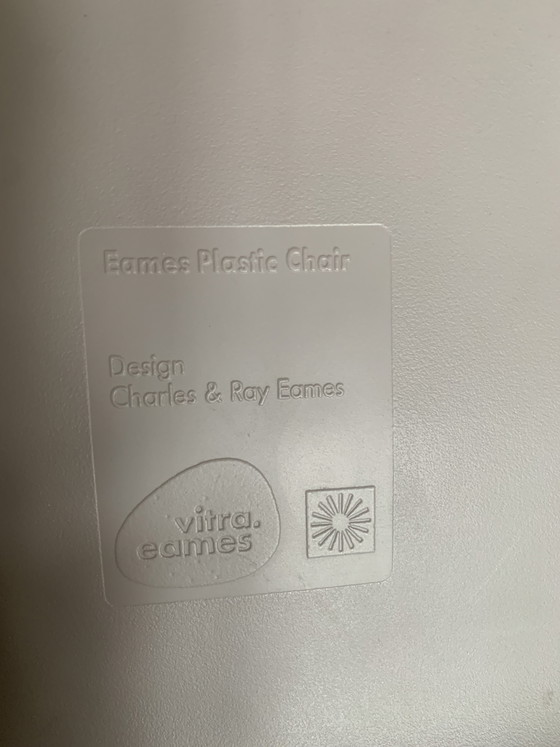 Eames Plastic Chair
Design
Charles & Ray Eames
vitra.
eames